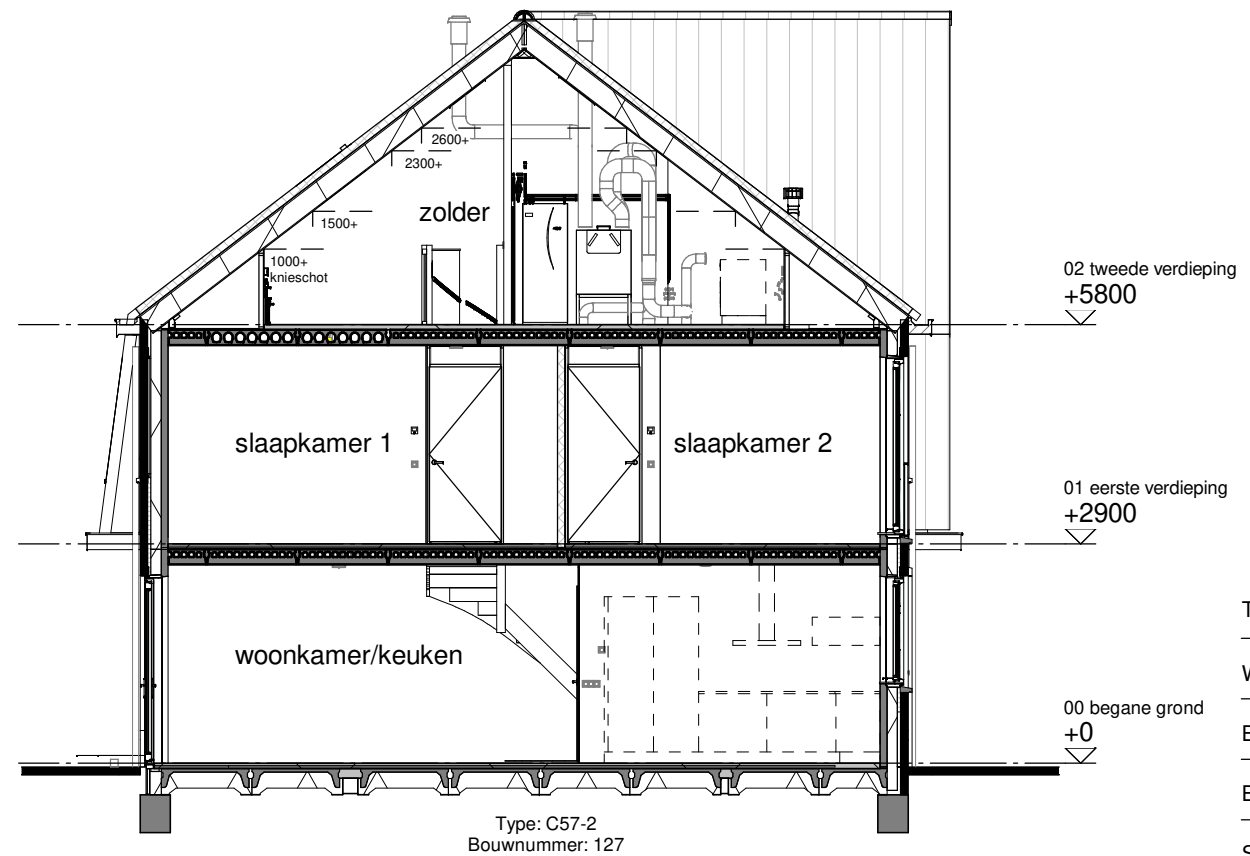 2600+
2300+
1500+
zolder
1000+
knieschot
02 tweede verdieping
+5800
slaapkamer 1
slaapkamer 2
01 eerste verdieping
+2900
woonkamer/keuken
00 begane grond
+0
T
W
E
E
S
Type: C57-2
Bouwnummer: 127